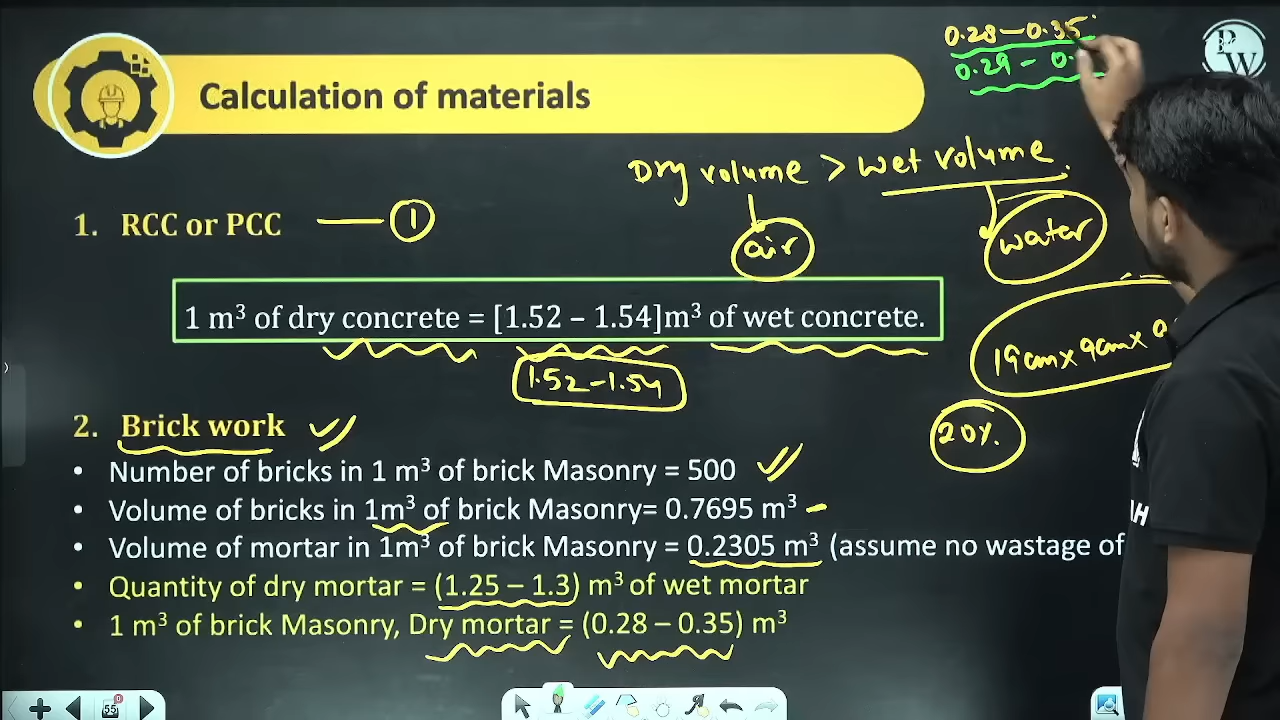 0.28-0.35
0.29 - 0.
PW
Calculation of materials
Dry volume > wet volume.
1. RCC or PCC — 1
air
water
1 m³ of dry concrete = [1.52 – 1.54]m³ of wet concrete.
19cm x 9cm x 9
1.52-1.54
2. Brick work
20%.
• Number of bricks in 1 m³ of brick Masonry = 500
• Volume of bricks in 1m³ of brick Masonry= 0.7695 m³
• Volume of mortar in 1m³ of brick Masonry = 0.2305 m³ (assume no wastage of
• Quantity of dry mortar = (1.25 – 1.3) m³ of wet mortar
• 1 m³ of brick Masonry, Dry mortar = (0.28 – 0.35) m³
55